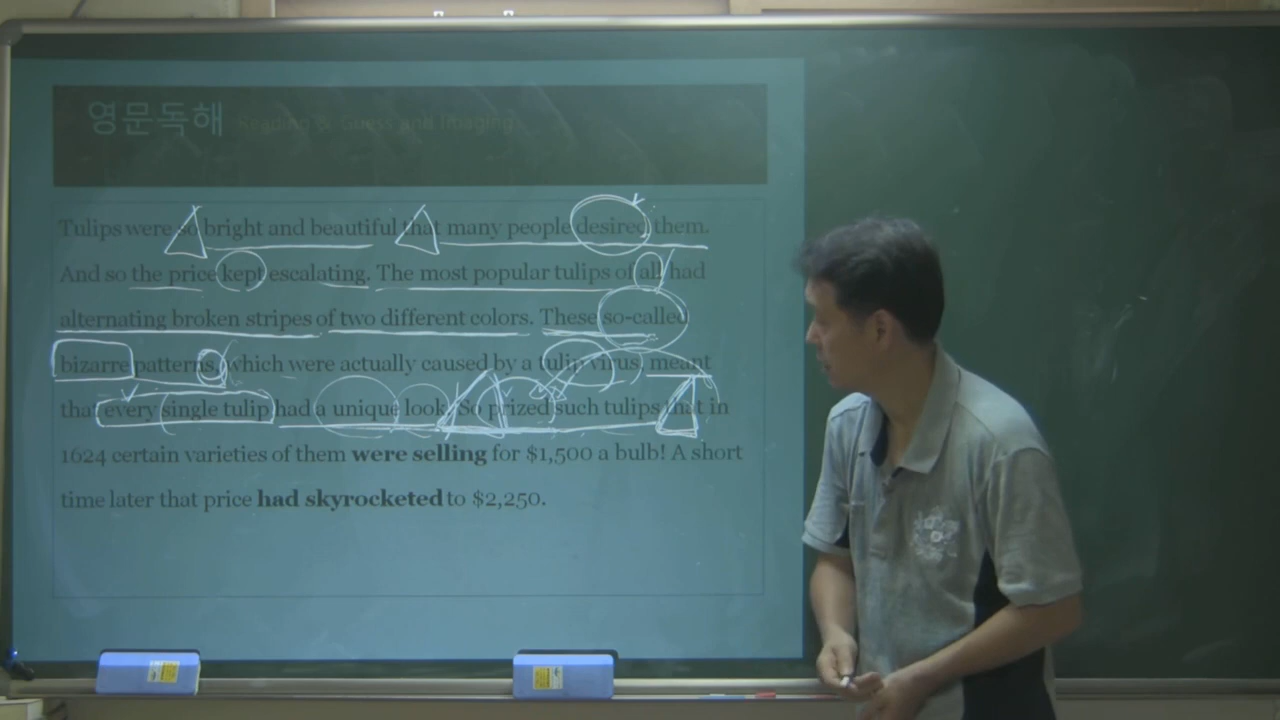 영문독해 Reading & Guess and Imaging
Tulips were so bright and beautiful that many people desired them.
And so the price kept escalating. The most popular tulips of all had
alternating broken stripes of two different colors. These so-called
bizarre patterns, which were actually caused by a tulip virus, meant
that every single tulip had a unique look. So prized such tulips that in
1624 certain varieties of them were selling for $1,500 a bulb! A short
time later that price had skyrocketed to $2,250.